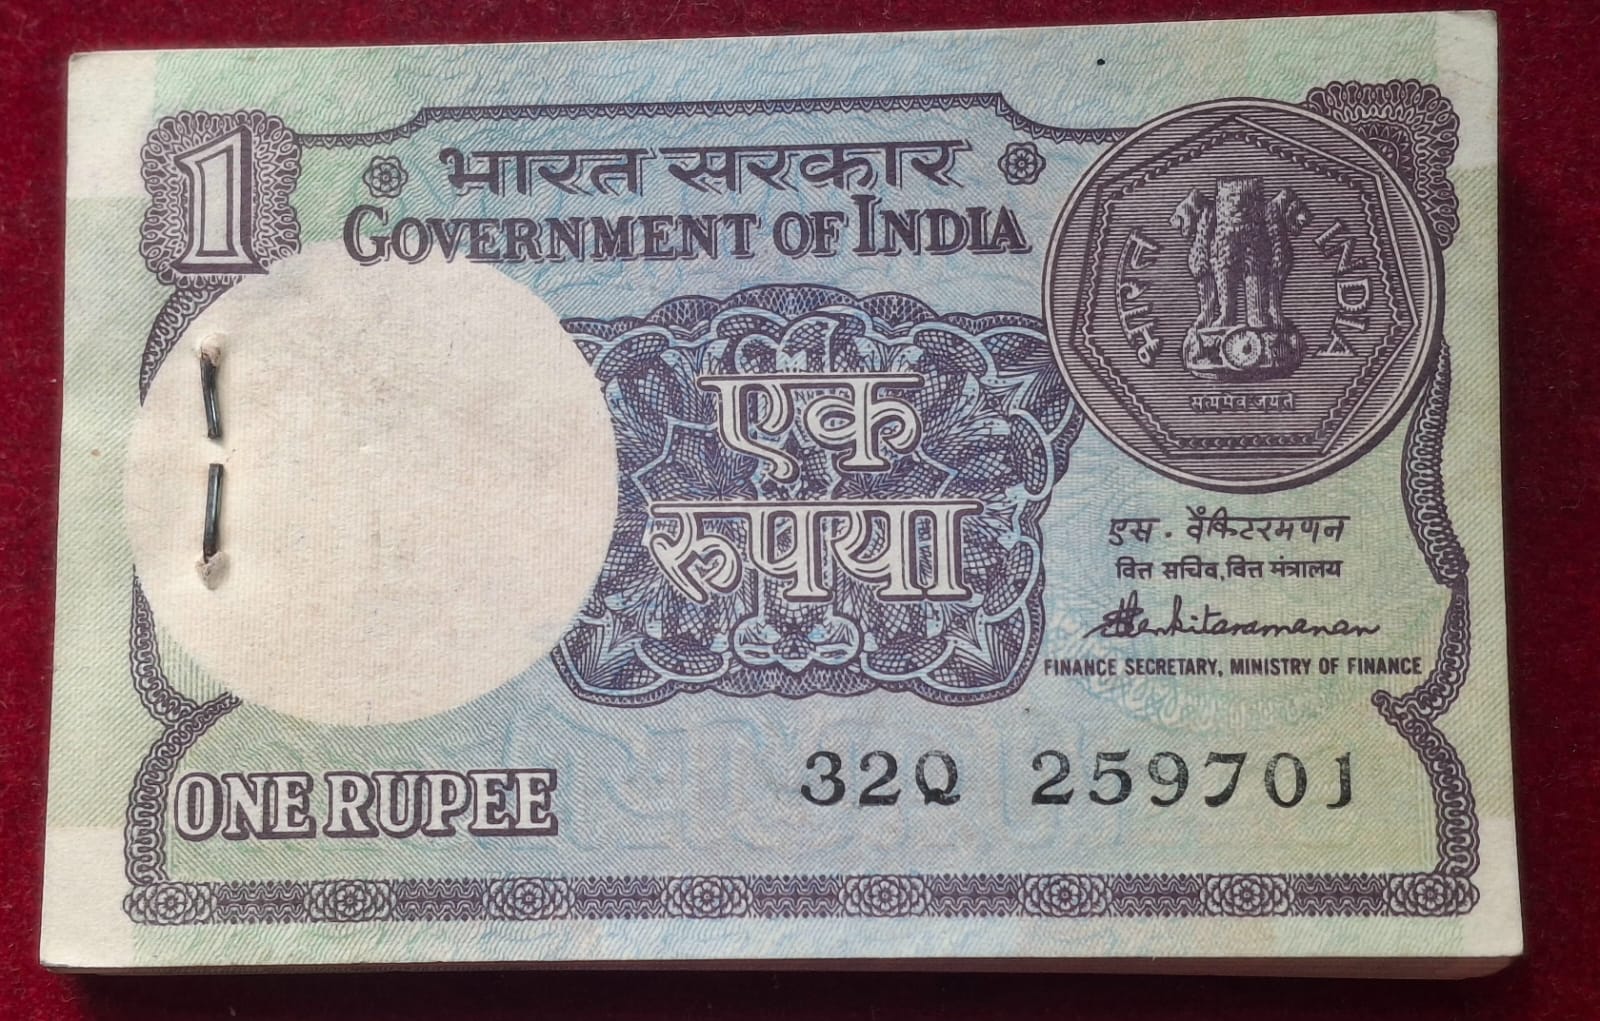 1
भारत सरकार
GOVERNMENT OF INDIA
भारत
INDIA
सत्यमेव जयते
एक
रुपया
एस. वेंकिटरमणन
वित्त सचिव, वित्त मंत्रालय
SVenkitaramanan
FINANCE SECRETARY, MINISTRY OF FINANCE
ONE RUPEE
32Q 259701